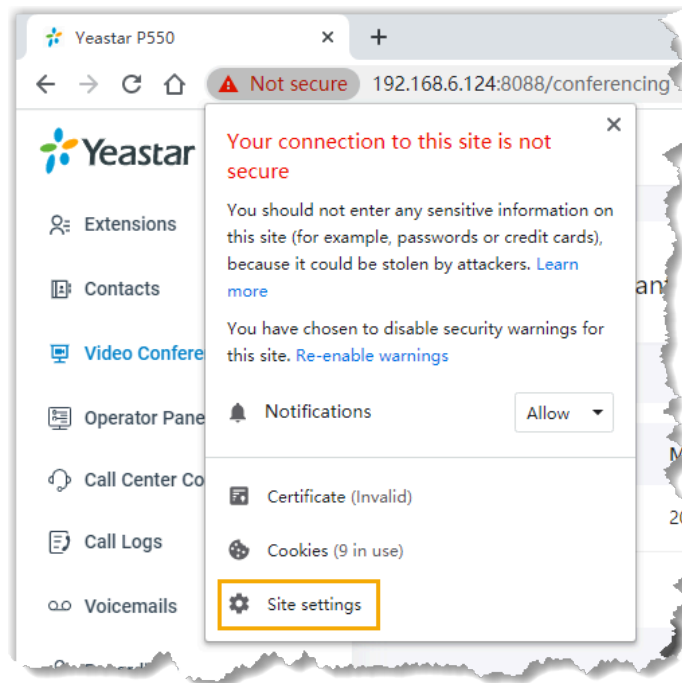 Yeastar P550
Not secure 192.168.6.124:8088/conferencing
Yeastar
Your connection to this site is not
secure
You should not enter any sensitive information on
this site (for example, passwords or credit cards),
because it could be stolen by attackers. Learn
more
You have chosen to disable security warnings for
this site. Re-enable warnings
Notifications
Allow
Certificate (Invalid)
Cookies (9 in use)
Site settings
Extensions
Contacts
Video Confere
Operator Pane
Call Center Co
Call Logs
Voicemails
an
M
20